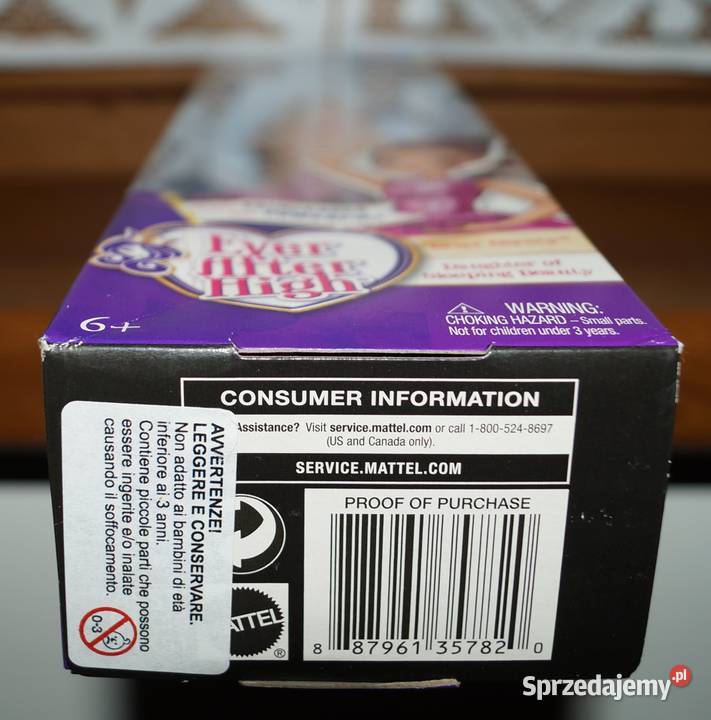 Ever
After
High
Daughter of
Sleeping Beauty
6+
WARNING:
CHOKING HAZARD – Small parts.
Not for children under 3 years.
CONSUMER INFORMATION
Assistance? Visit service.mattel.com or call 1-800-524-8697
(US and Canada only).
SERVICE.MATTEL.COM
PROOF OF PURCHASE
8 87961 35782 0
ATTEL
®
AVVERTENZE!
LEGGERE E CONSERVARE.
Non adatto ai bambini di età
inferiore ai 3 anni.
Contiene piccole parti che possono
essere ingerite e/o inalate
causando il soffocamento.
0-3
Sprzedajemy.pl